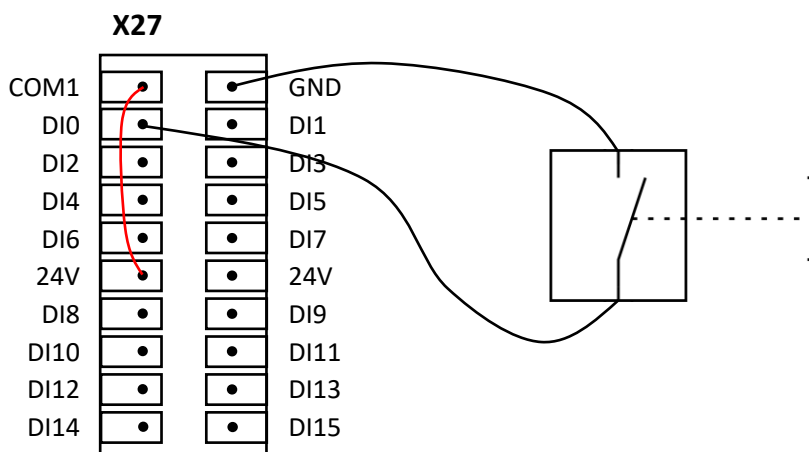 X27
COM1 GND
DI0 DI1
DI2 DI3
DI4 DI5
DI6 DI7
24V 24V
DI8 DI9
DI10 DI11
DI12 DI13
DI14 DI15